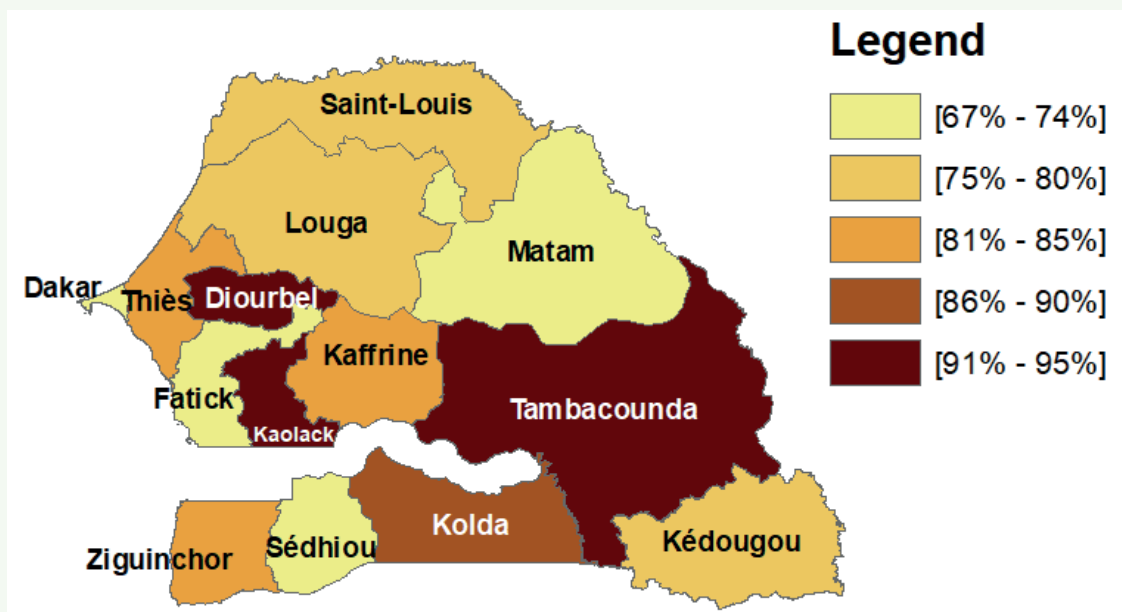 Legend
[67% - 74%]
[75% - 80%]
[81% - 85%]
[86% - 90%]
[91% - 95%]
Saint-Louis
Louga
Matam
Dakar
Thiès
Diourbel
Kaffrine
Fatick
Kaolack
Tambacounda
Ziguinchor
Sédhiou
Kolda
Kédougou